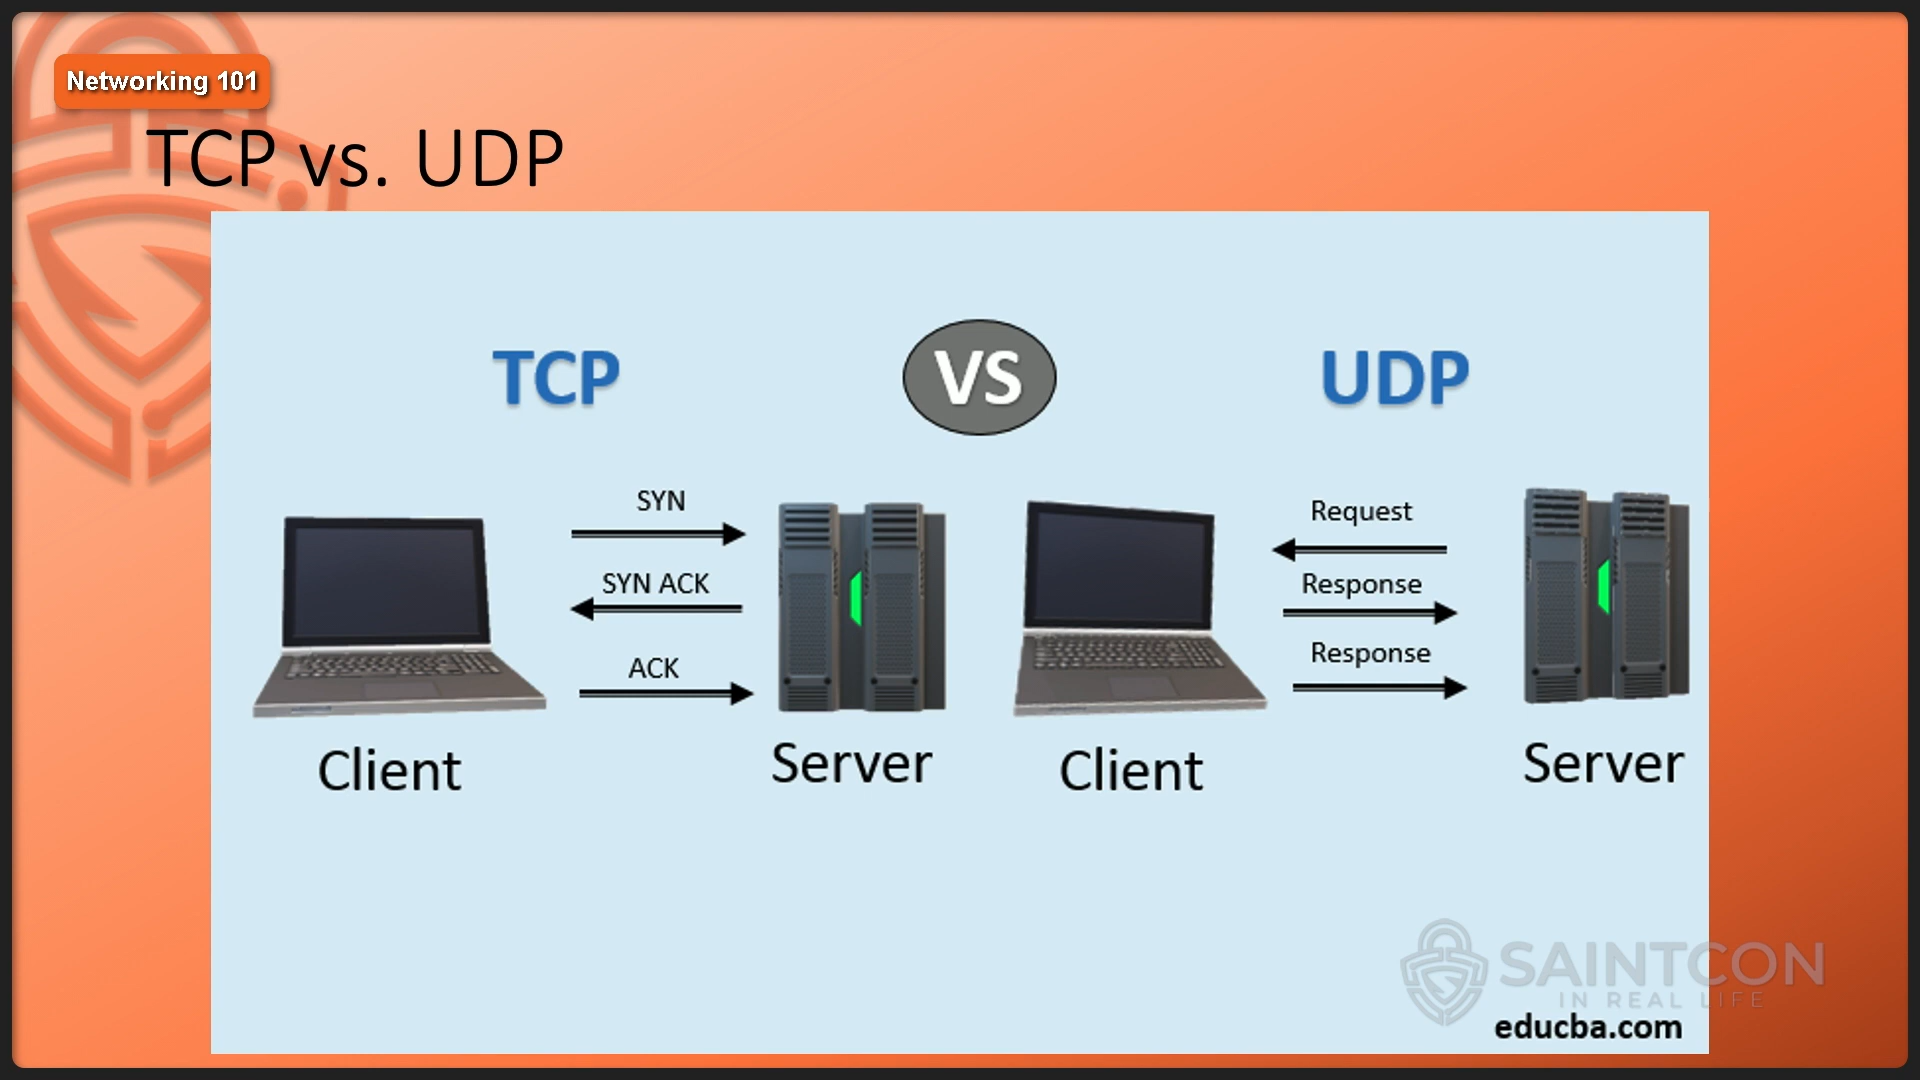 Networking 101
TCP vs. UDP
TCP
VS
UDP
SYN
SYN ACK
ACK
Client
Server
Request
Response
Response
Client
Server
SAINTCON
IN REAL LIFE
educba.com